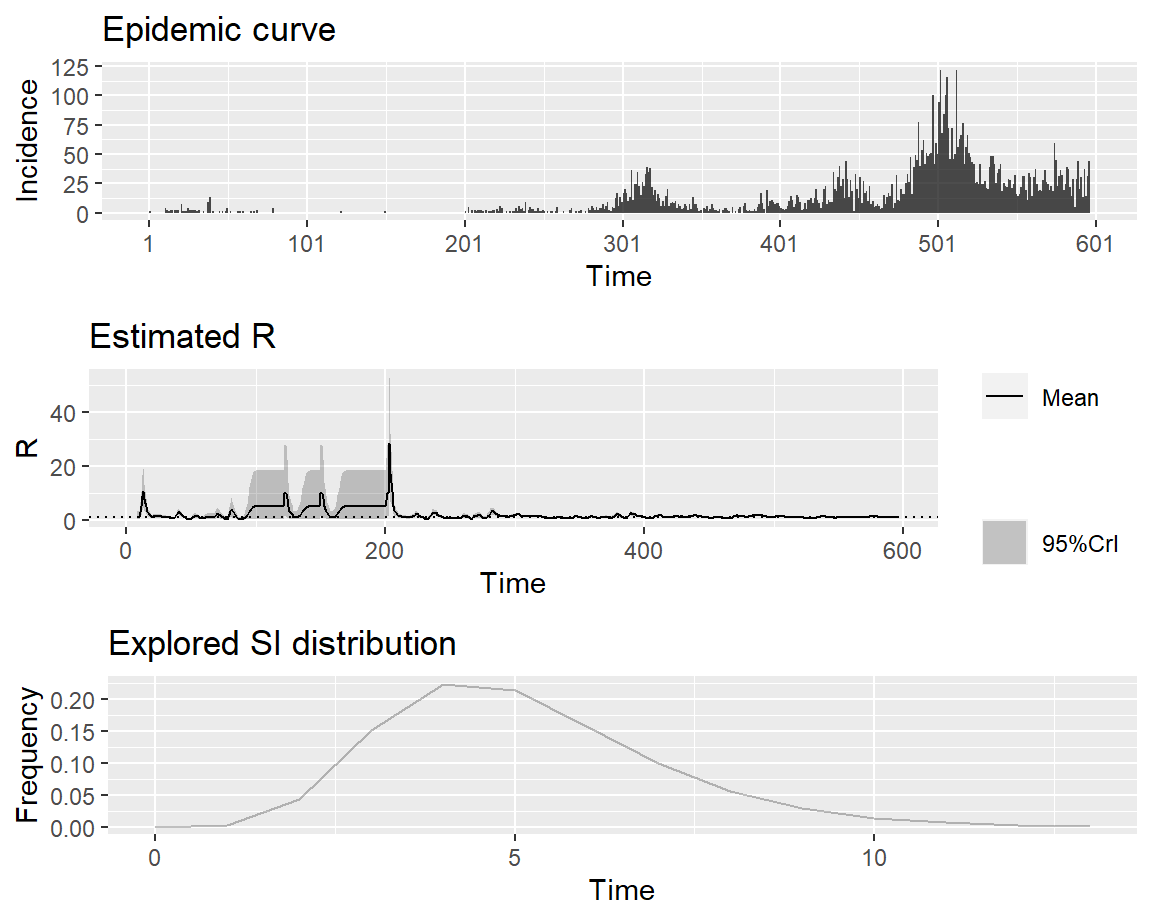 Epidemic curve
Incidence
125
100
75
50
25
0
1 101 201 301 401 501 601
Time
Estimated R
R
40
20
0
0 200 400 600
Time
Mean
95%CrI
Explored SI distribution
Frequency
0.20
0.15
0.10
0.05
0.00
0 5 10
Time